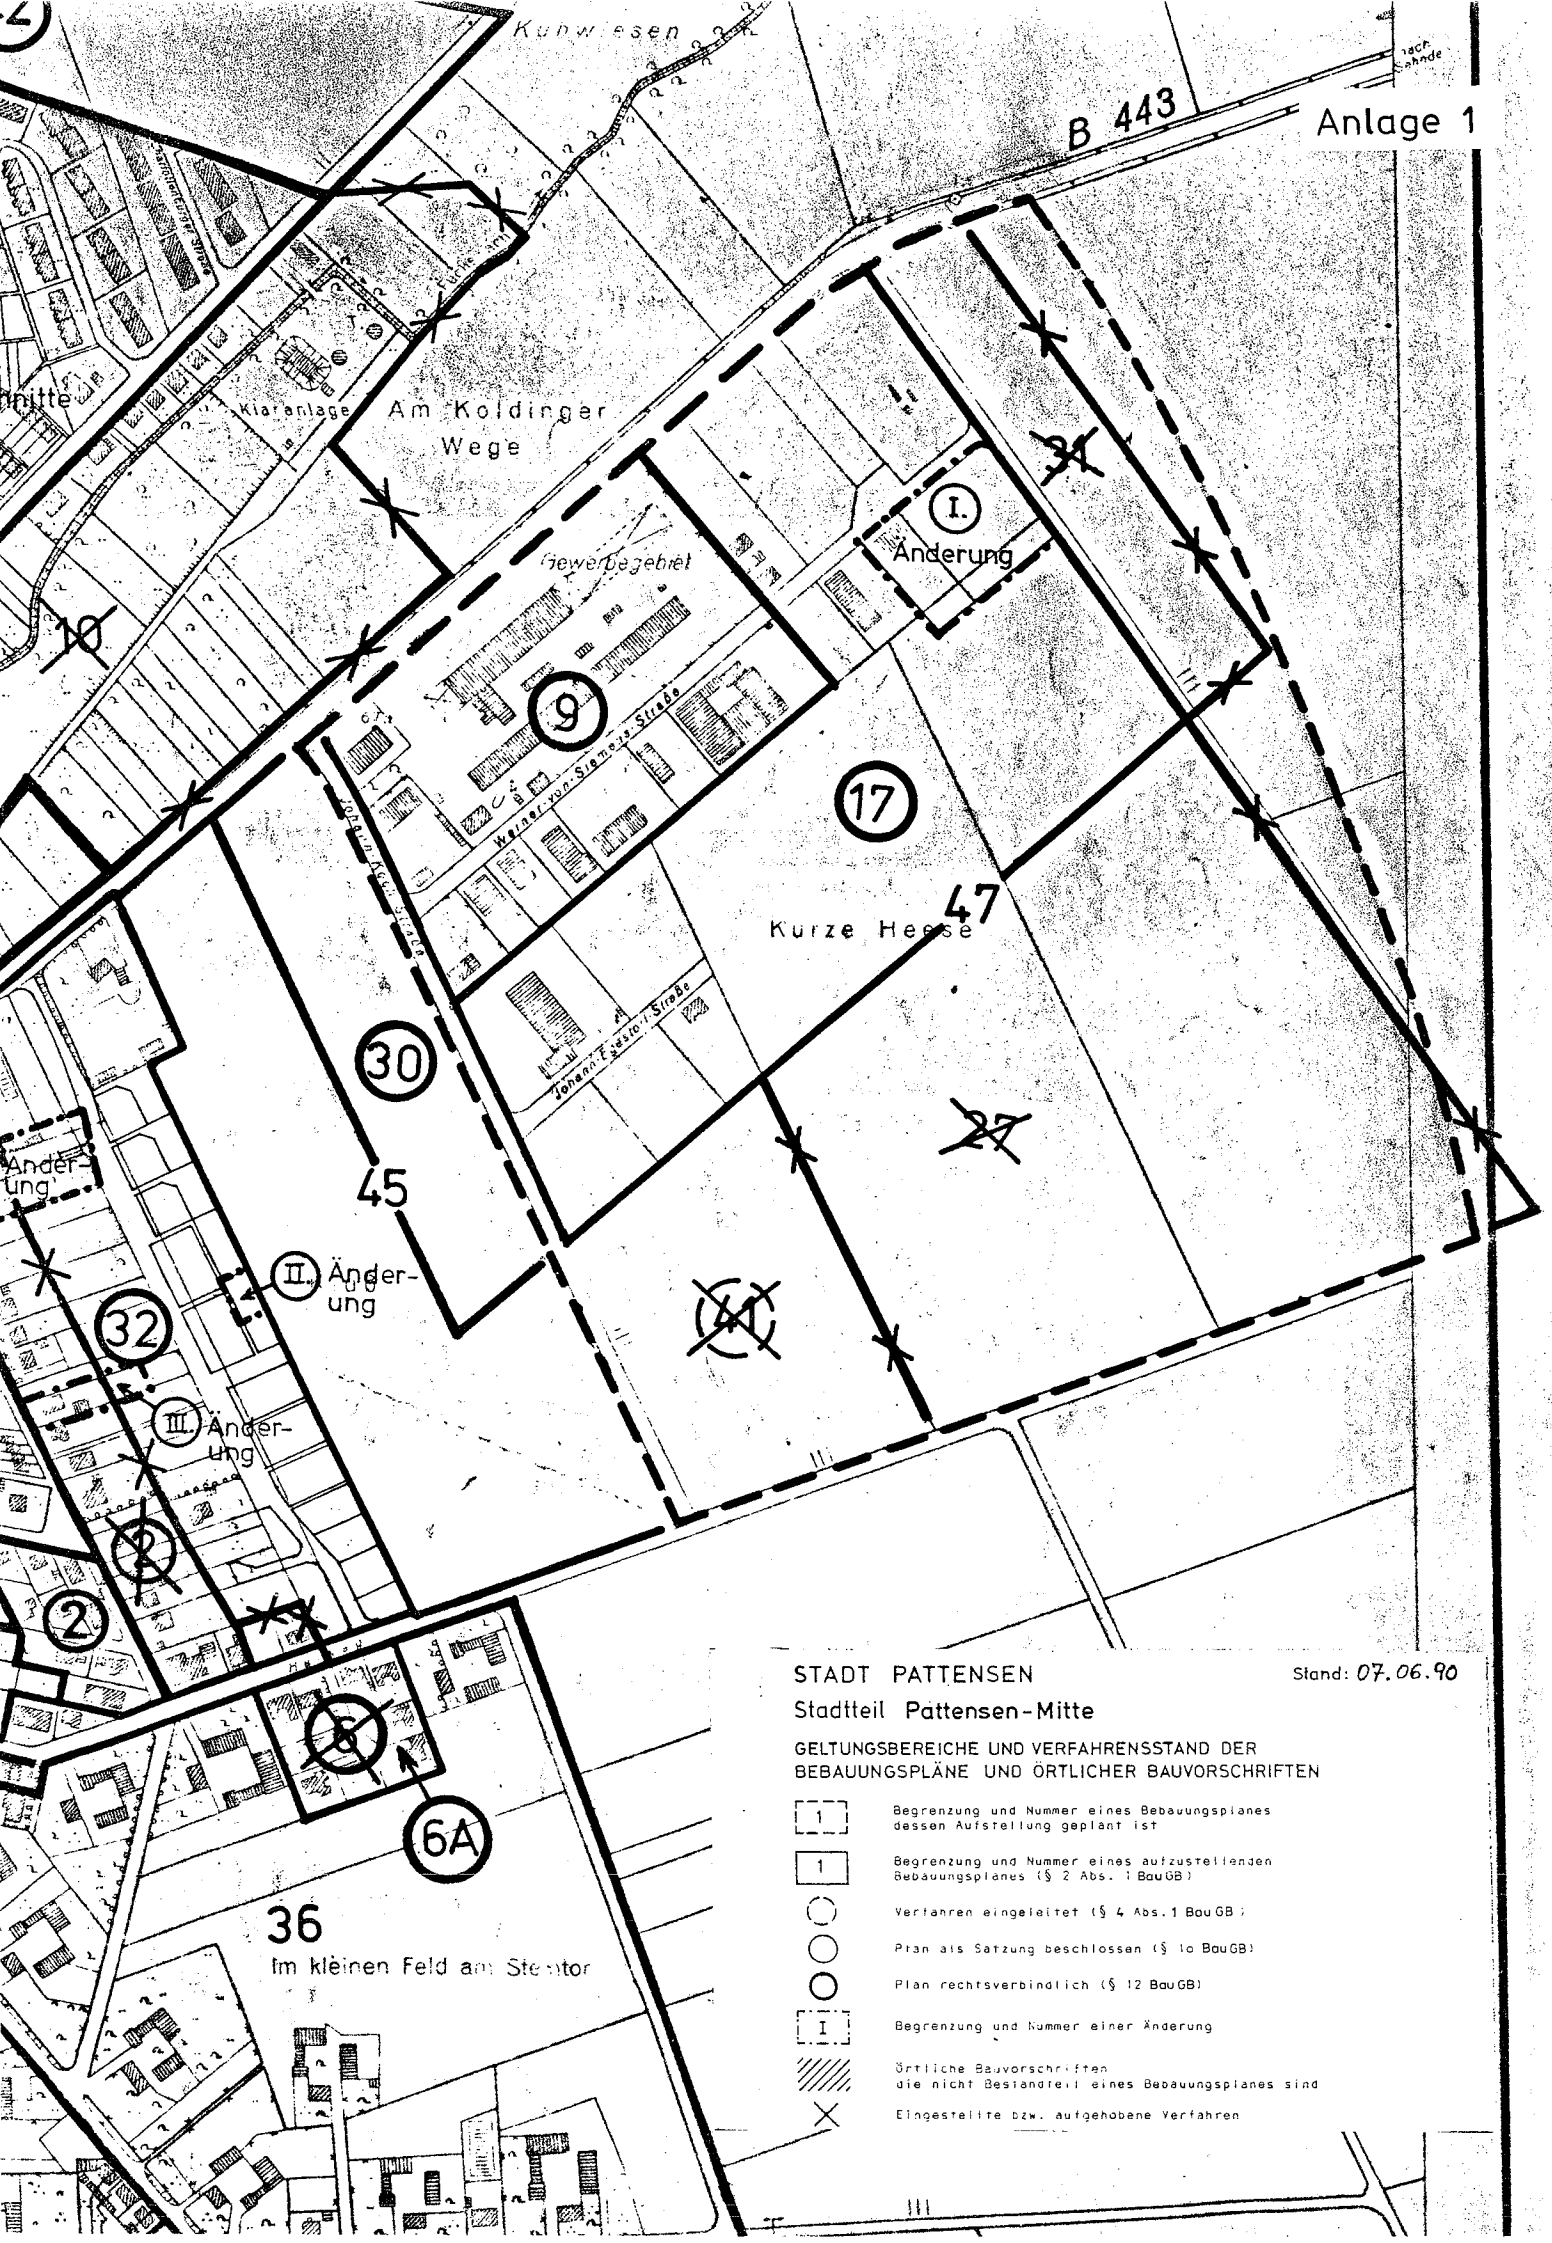 Kuhwiesen
nach
Sehnde
B 443
Anlage 1
Kläranlage
Am Koldinger
Wege
31
I.
Änderung
Gewerbegebiet
10
9
Werner-von-Siemens-Straße
17
47
Kurze Heese
30
Johann-Egestorf-Straße
27
Änder-
ung
45
II.
Änder-
ung
41
32
III.
Änder-
ung
2
2
6
6A
36
Im kleinen Feld am Steintor
STADT PATTENSEN
Stand: 07.06.90
Stadtteil Pattensen-Mitte
GELTUNGSBEREICHE UND VERFAHRENSSTAND DER
BEBAUUNGSPLÄNE UND ÖRTLICHER BAUVORSCHRIFTEN
1
Begrenzung und Nummer eines Bebauungsplanes
dessen Aufstellung geplant ist
1
Begrenzung und Nummer eines aufzustellenden
Bebauungsplanes (§ 2 Abs. 1 BauGB)
Verfahren eingeleitet (§ 4 Abs. 1 BauGB)
Plan als Satzung beschlossen (§ 10 BauGB)
Plan rechtsverbindlich (§ 12 BauGB)
I
Begrenzung und Nummer einer Änderung
Örtliche Bauvorschriften
die nicht Bestandteil eines Bebauungsplanes sind
Eingestellte bzw. aufgehobene Verfahren